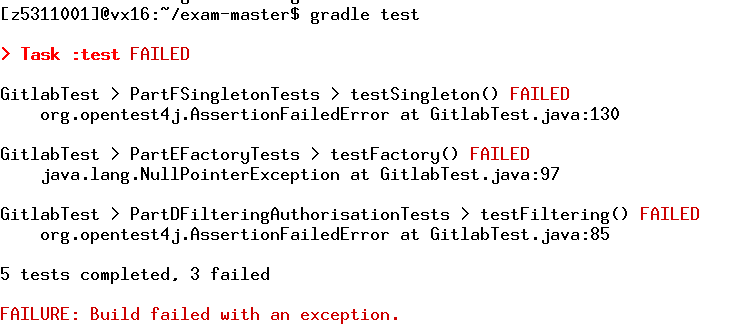 [z5311001]@vx16:~/exam-master$ gradle test
> Task :test FAILED
GitlabTest > PartFSingletonTests > testSingleton() FAILED
org.opentest4j.AssertionFailedError at GitlabTest.java:130
GitlabTest > PartEFactoryTests > testFactory() FAILED
java.lang.NullPointerException at GitlabTest.java:97
GitlabTest > PartDFilteringAuthorisationTests > testFiltering() FAILED
org.opentest4j.AssertionFailedError at GitlabTest.java:85
5 tests completed, 3 failed
FAILURE: Build failed with an exception.